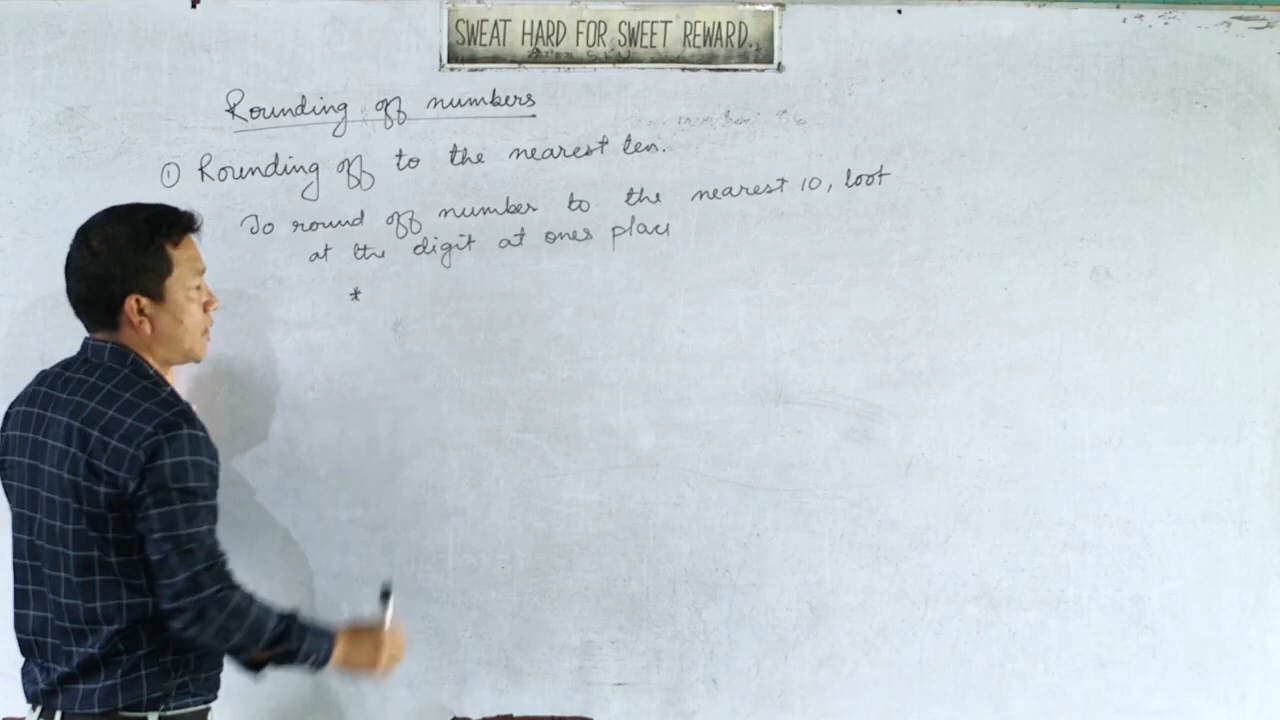 SWEAT HARD FOR SWEET REWARD.
Rounding off numbers
① Rounding off to the nearest ten.
To round off number to the nearest 10, loot
at the digit at ones place
*